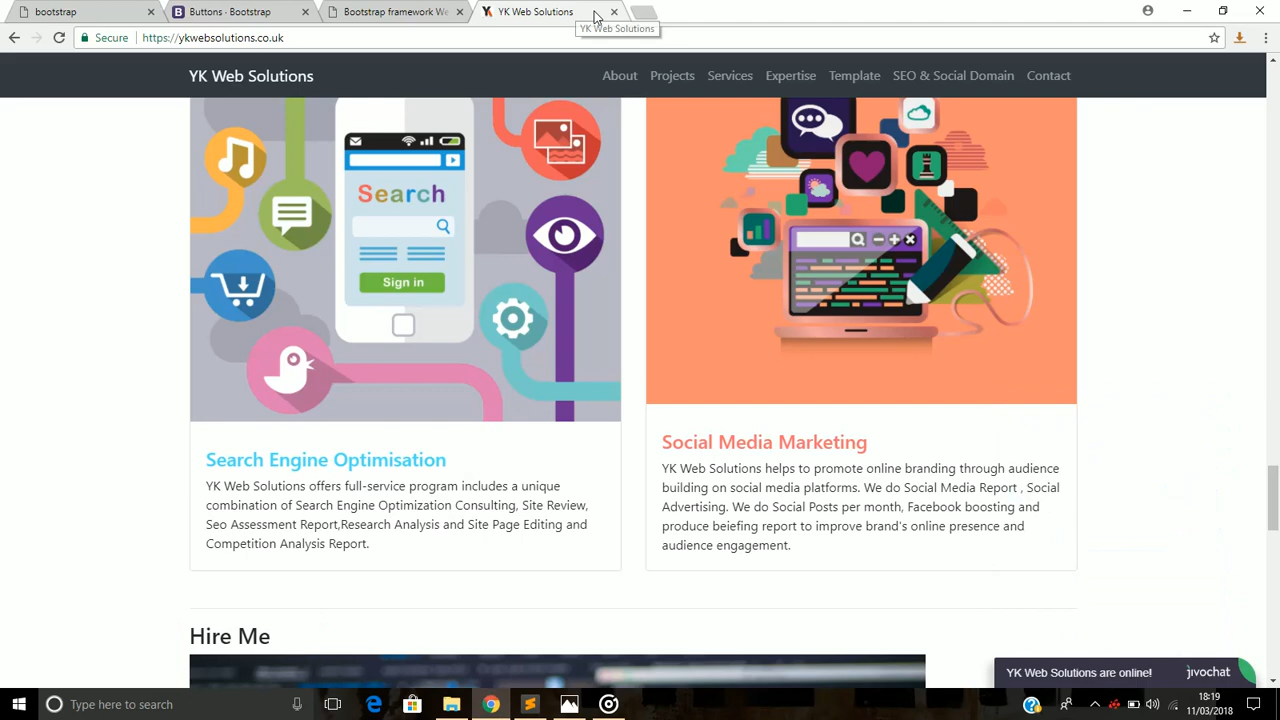 bootstrap
Buttons · Bootstrap
Bootstrap framework We
YK Web Solutions
YK Web Solutions
Secure
https://ykwebsolutions.co.uk
YK Web Solutions
About
Projects
Services
Expertise
Template
SEO & Social Domain
Contact
Search
Sign in
Search Engine Optimisation
YK Web Solutions offers full-service program includes a unique
combination of Search Engine Optimization Consulting, Site Review,
Seo Assessment Report,Research Analysis and Site Page Editing and
Competition Analysis Report.
Social Media Marketing
YK Web Solutions helps to promote online branding through audience
building on social media platforms. We do Social Media Report , Social
Advertising. We do Social Posts per month, Facebook boosting and
produce beiefing report to improve brand's online presence and
audience engagement.
Hire Me
YK Web Solutions are online!
jivochat
Type here to search
18:19
11/03/2018